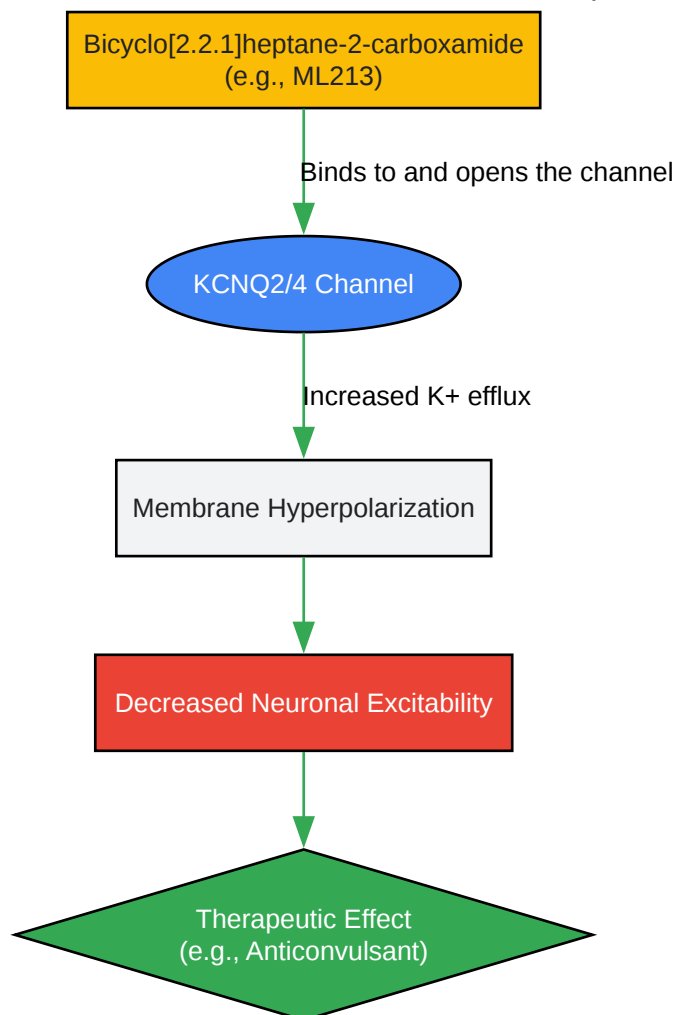 Bicyclo[2.2.1]heptane-2-carboxamide
(e.g., ML213)
Binds to and opens the channel
KCNQ2/4 Channel
Increased K+ efflux
Membrane Hyperpolarization
Decreased Neuronal Excitability
Therapeutic Effect
(e.g., Anticonvulsant)